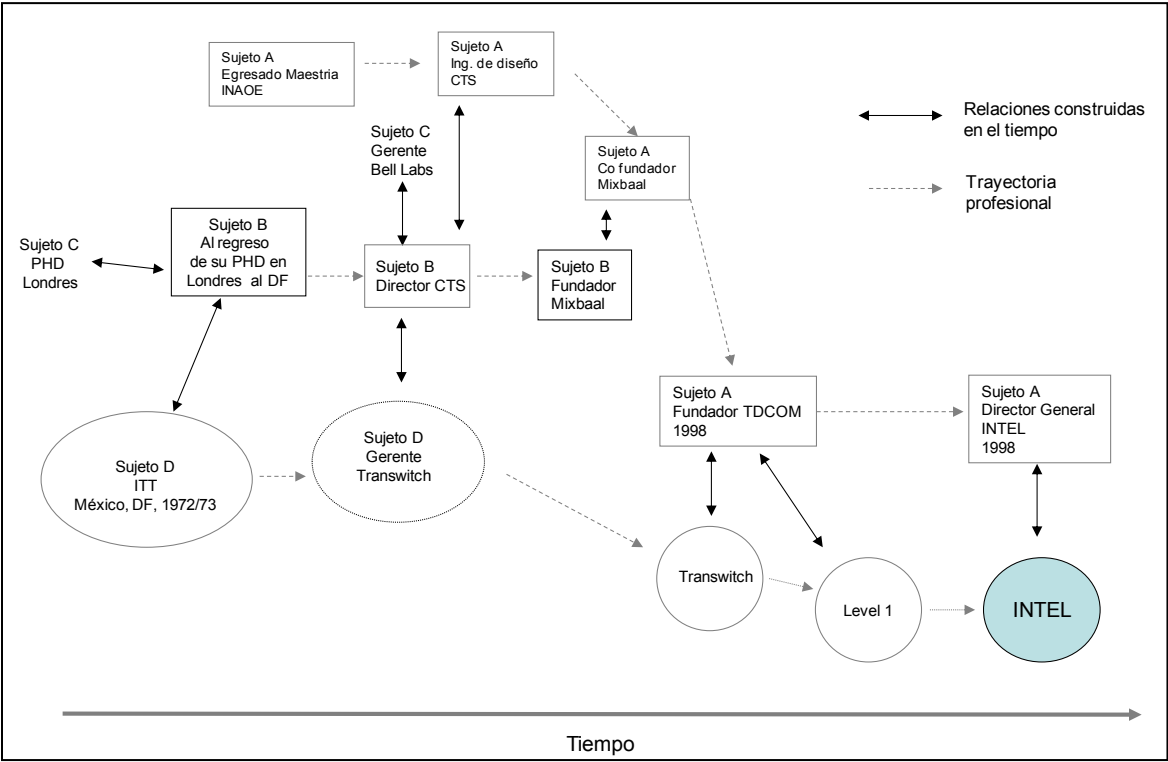 Sujeto A
Egresado Maestria
INAOE
Sujeto A
Ing. de diseño
CTS
Relaciones construidas
en el tiempo
Sujeto C
Gerente
Bell Labs
Sujeto A
Co fundador
Mixbaal
Trayectoria
profesional
Sujeto C
PHD
Londres
Sujeto B
Al regreso
de su PHD en
Londres al DF
Sujeto B
Director CTS
Sujeto B
Fundador
Mixbaal
Sujeto A
Fundador TDCOM
1998
Sujeto A
Director General
INTEL
1998
Sujeto D
ITT
México, DF, 1972/73
Sujeto D
Gerente
Transwitch
Transwitch
Level 1
INTEL
Tiempo